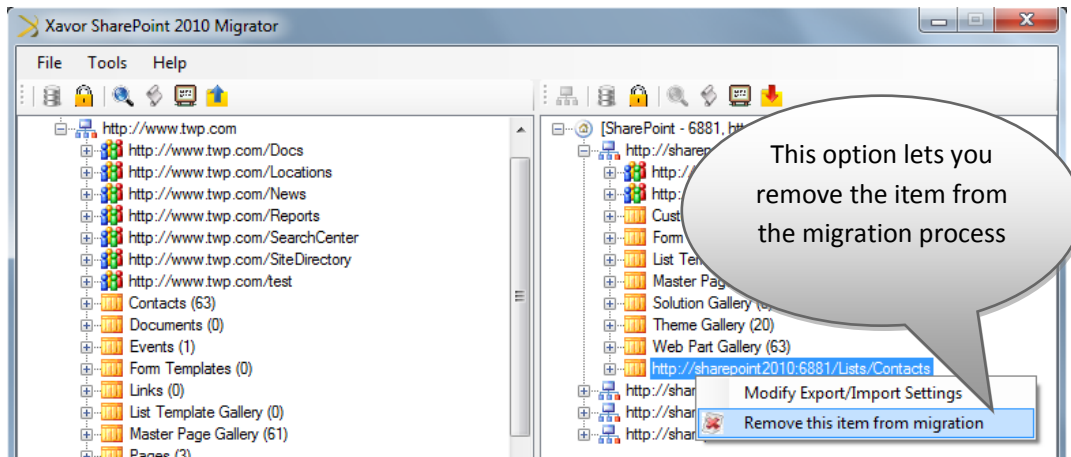 Xavor SharePoint 2010 Migrator
File Tools Help
http://www.twp.com
http://www.twp.com/Docs
http://www.twp.com/Locations
http://www.twp.com/News
http://www.twp.com/Reports
http://www.twp.com/SearchCenter
http://www.twp.com/SiteDirectory
http://www.twp.com/test
Contacts (63)
Documents (0)
Events (1)
Form Templates (0)
Links (0)
List Template Gallery (0)
Master Page Gallery (61)
Pages (3)
[SharePoint - 6881,
http://sharep
http:/
http:
Cust
Form
List Tem
Master Pag
Solution Gallery
Theme Gallery (20)
Web Part Gallery (63)
http://sharepoint2010:6881/Lists/Contacts
http://shar
http://shar
http://shar
This option lets you
remove the item from
the migration process
Modify Export/Import Settings
Remove this item from migration